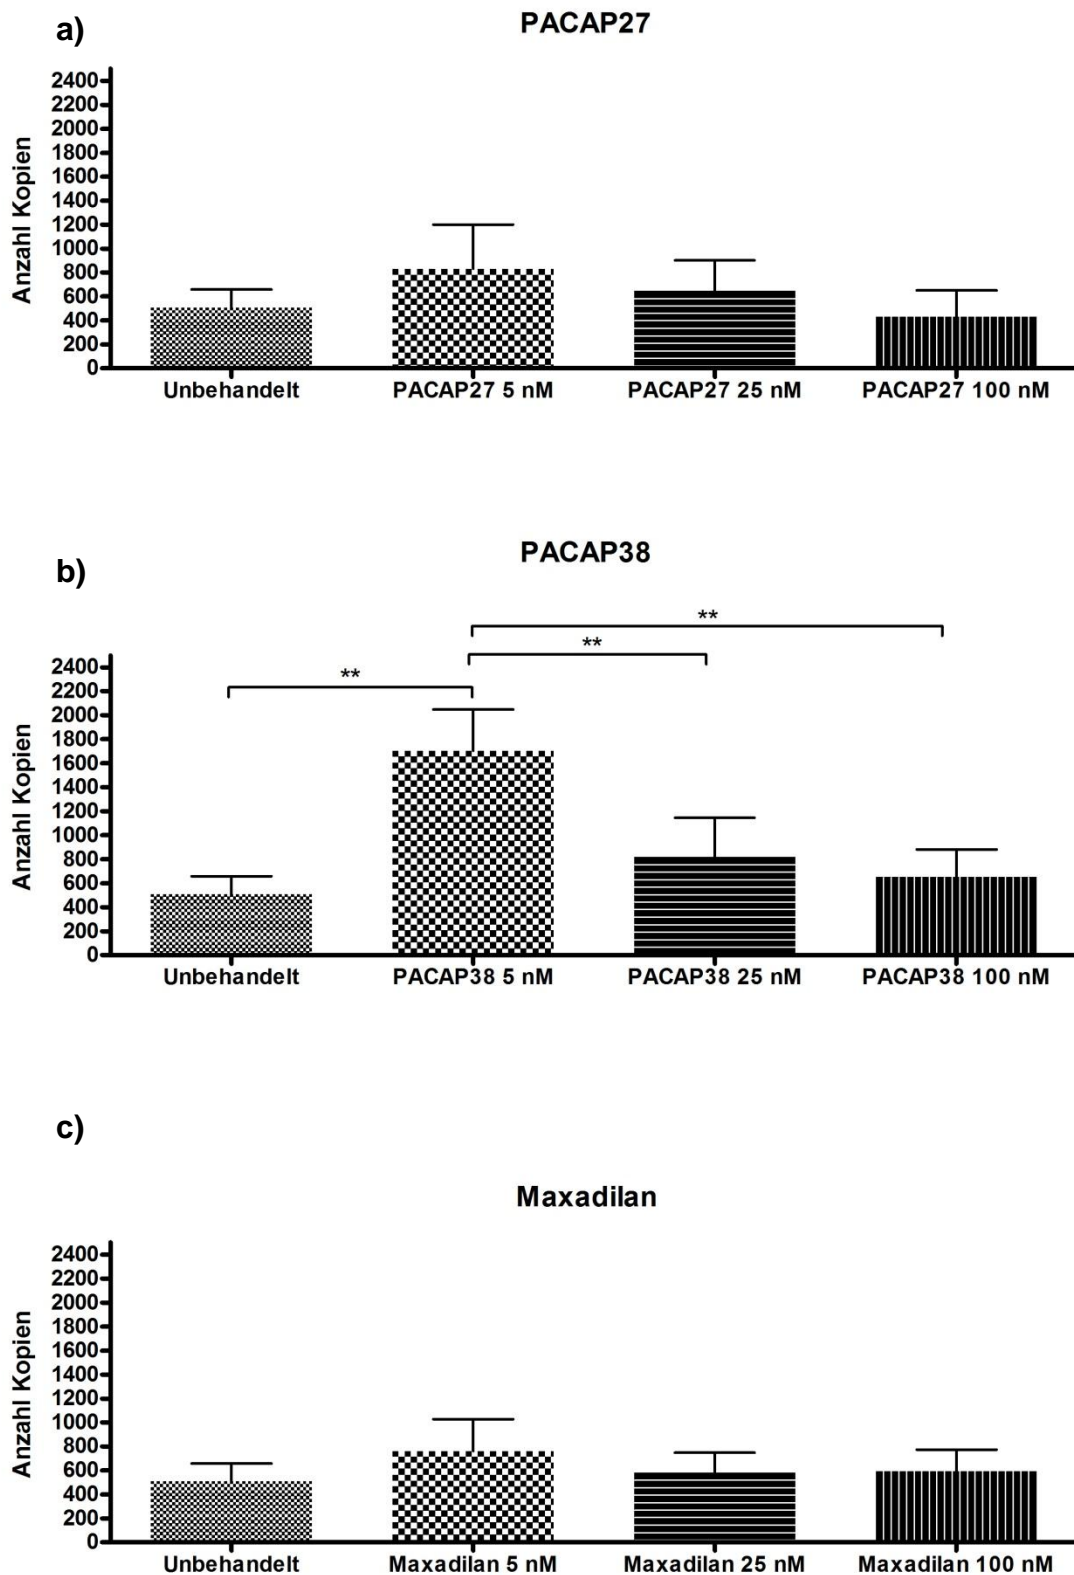 a)
PACAP27
Anzahl Kopien
2400
2200
2000
1800
1600
1400
1200
1000
800
600
400
200
0
Unbehandelt
PACAP27 5 nM
PACAP27 25 nM
PACAP27 100 nM
b)
PACAP38
**
**
**
Anzahl Kopien
2400
2200
2000
1800
1600
1400
1200
1000
800
600
400
200
0
Unbehandelt
PACAP38 5 nM
PACAP38 25 nM
PACAP38 100 nM
c)
Maxadilan
Anzahl Kopien
2400
2200
2000
1800
1600
1400
1200
1000
800
600
400
200
0
Unbehandelt
Maxadilan 5 nM
Maxadilan 25 nM
Maxadilan 100 nM